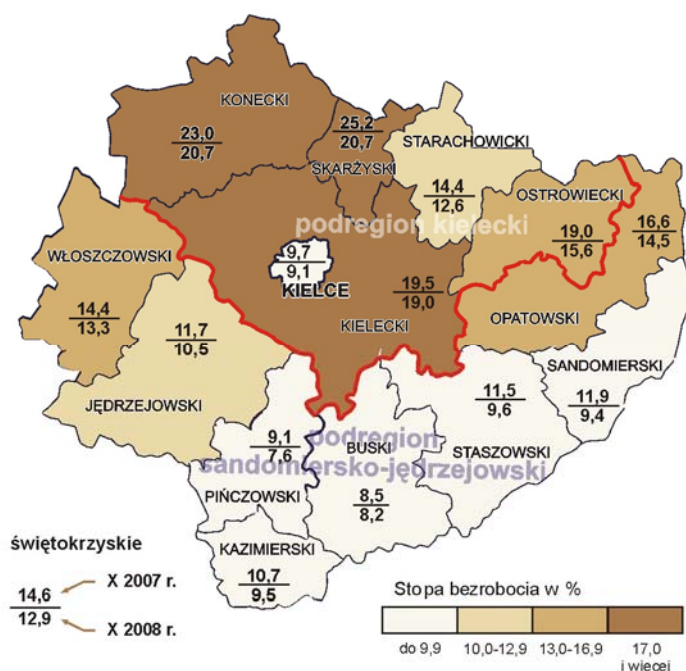 KONECKI
23,0
20,7
25,2
20,7
SKARŻYSKI
STARACHOWICKI
14,4
12,6
OSTROWIECKI
19,0
15,6
16,6
14,5
podregion kielecki
WŁOSZCZOWSKI
14,4
13,3
9,7
9,1
KIELCE
19,5
19,0
KIELECKI
OPATOWSKI
11,7
10,5
JĘDRZEJOWSKI
SANDOMIERSKI
11,9
9,4
11,5
9,6
STASZOWSKI
9,1
7,6
PIŃCZOWSKI
podregion
sandomiersko-jędrzejowski
BUSKI
8,5
8,2
KAZIMIERSKI
10,7
9,5
świętokrzyskie
14,6
12,9
X 2007 r.
X 2008 r.
Stopa bezrobocia w %
do 9,9
10,0-12,9
13,0-16,9
17,0
i więcej